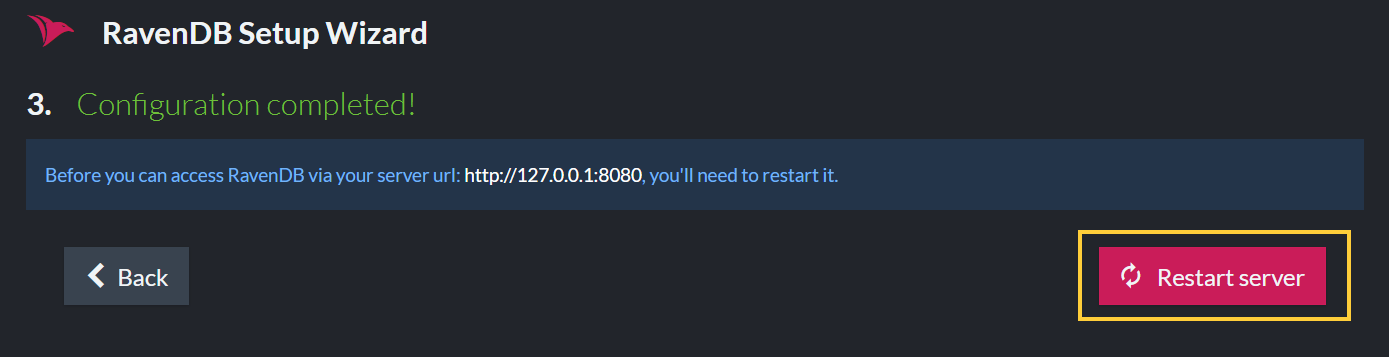 RavenDB Setup Wizard
3. Configuration completed!
Before you can access RavenDB via your server url: http://127.0.0.1:8080, you'll need to restart it.
Back
Restart server